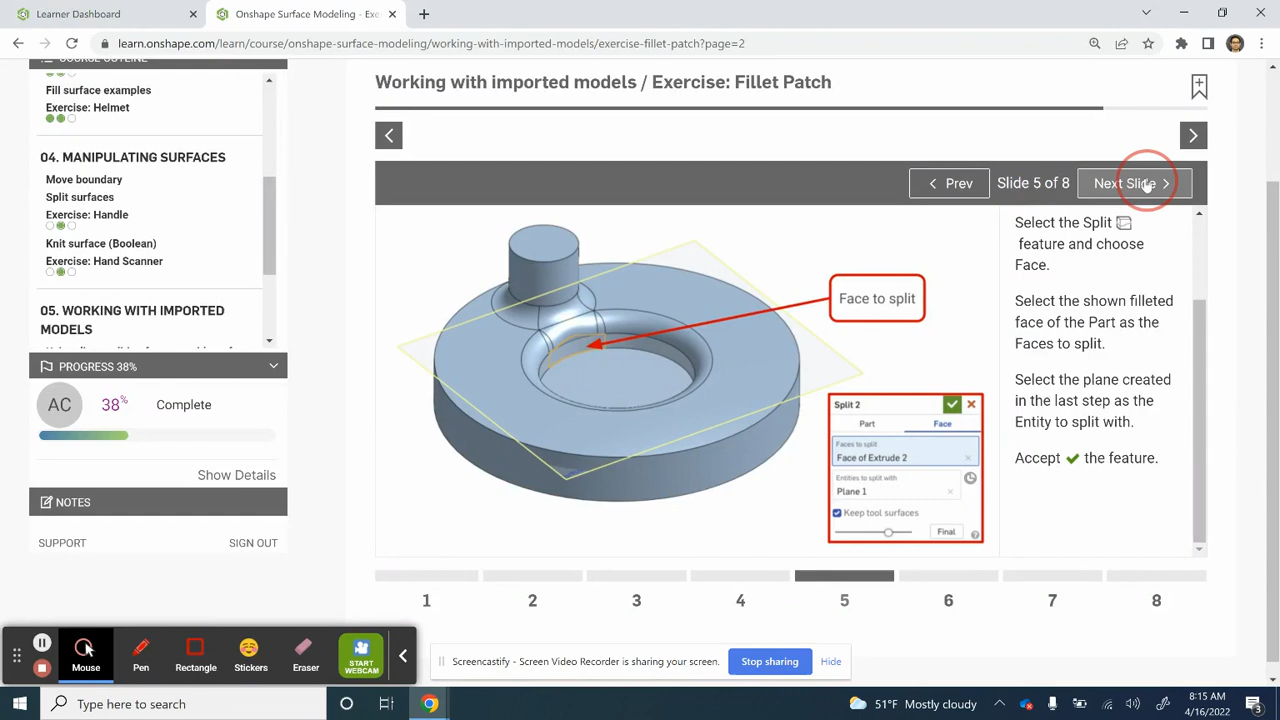 Learner Dashboard
Onshape Surface Modeling - Exe
learn.onshape.com/learn/course/onshape-surface-modeling/working-with-imported-models/exercise-fillet-patch?page=2
COURSE OUTLINE
Fill surface examples
Exercise: Helmet
04. MANIPULATING SURFACES
Move boundary
Split surfaces
Exercise: Handle
Knit surface (Boolean)
Exercise: Hand Scanner
05. WORKING WITH IMPORTED
MODELS
PROGRESS 38%
AC
38%
Complete
Show Details
NOTES
SUPPORT
SIGN OUT
Working with imported models / Exercise: Fillet Patch
Prev
Slide 5 of 8
Next Slide
Face to split
Split 2
Part
Face
Faces to split
Face of Extrude 2
Entities to split with
Plane 1
Keep tool surfaces
Final
Select the Split
feature and choose
Face.
Select the shown filleted
face of the Part as the
Faces to split.
Select the plane created
in the last step as the
Entity to split with.
Accept the feature.
1 2 3 4 5 6 7 8
Mouse
Pen
Rectangle
Stickers
Eraser
START
WEBCAM
Screencastify - Screen Video Recorder is sharing your screen.
Stop sharing
Hide
Type here to search
51°F Mostly cloudy
8:15 AM
4/16/2022
3